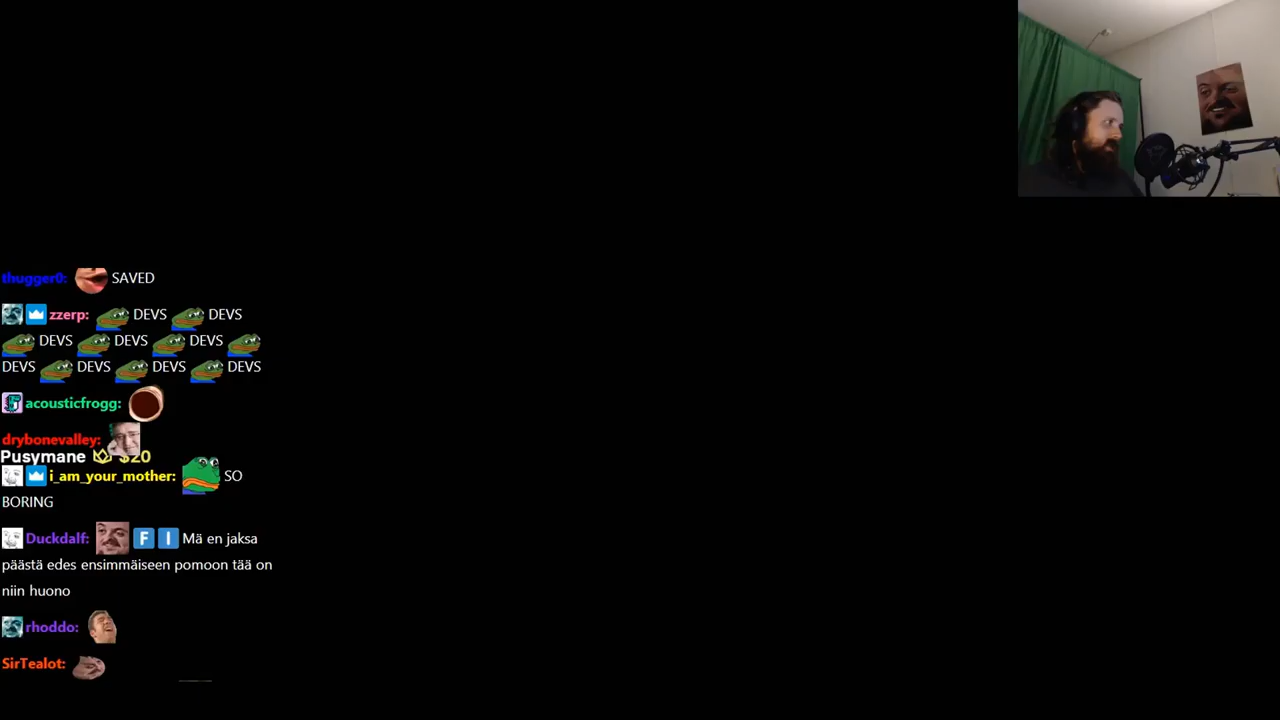 thugger0: SAVED
zzerp: DEVS DEVS
DEVS DEVS DEVS
DEVS DEVS DEVS DEVS
acousticfrogg:
drybonevalley:
Pusymane $20
i_am_your_mother: SO
BORING
Duckdalf: F I Mä en jaksa
päästä edes ensimmäiseen pomoon tää on
niin huono
rhoddo:
SirTealot: